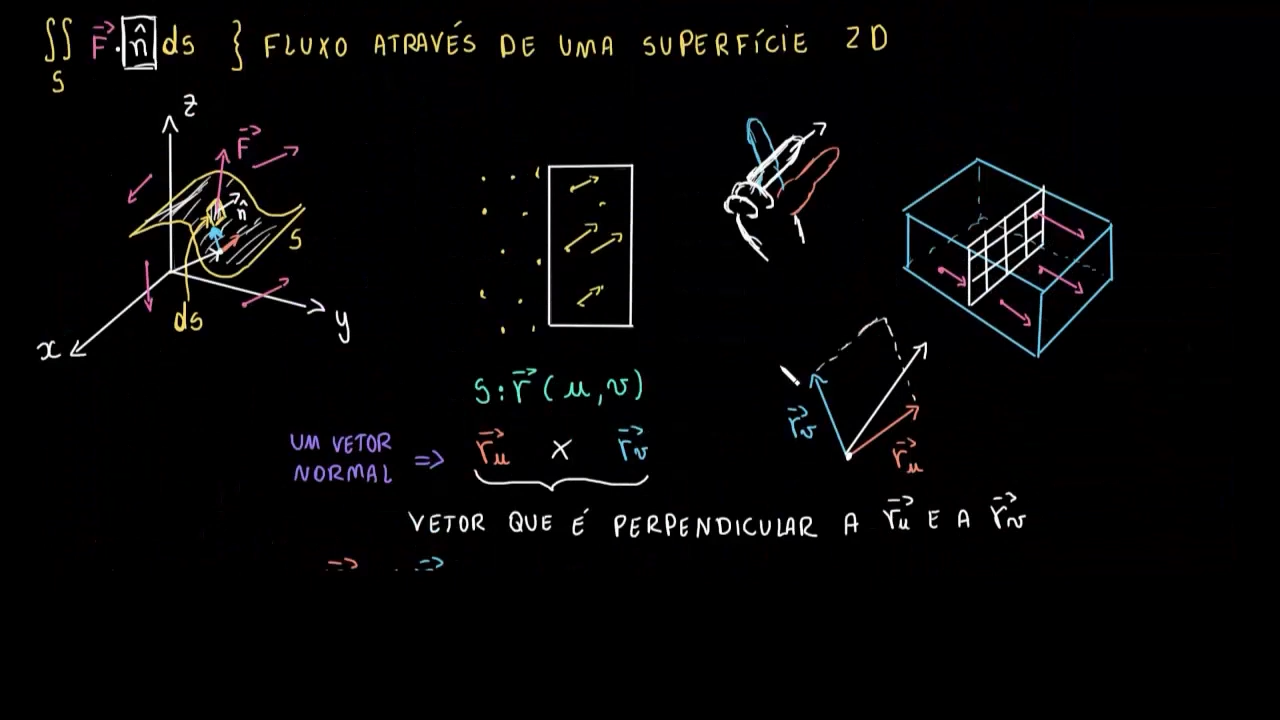 ∬ F⃗·n̂ ds } FLUXO ATRAVÉS DE UMA SUPERFÍCIE 2D
S
z
F⃗
n̂
S
ds
y
x
S: r⃗(u,v)
r⃗v
r⃗u
UM VETOR
NORMAL ⇒ r⃗u × r⃗v
VETOR QUE É PERPENDICULAR A r⃗u E A r⃗v